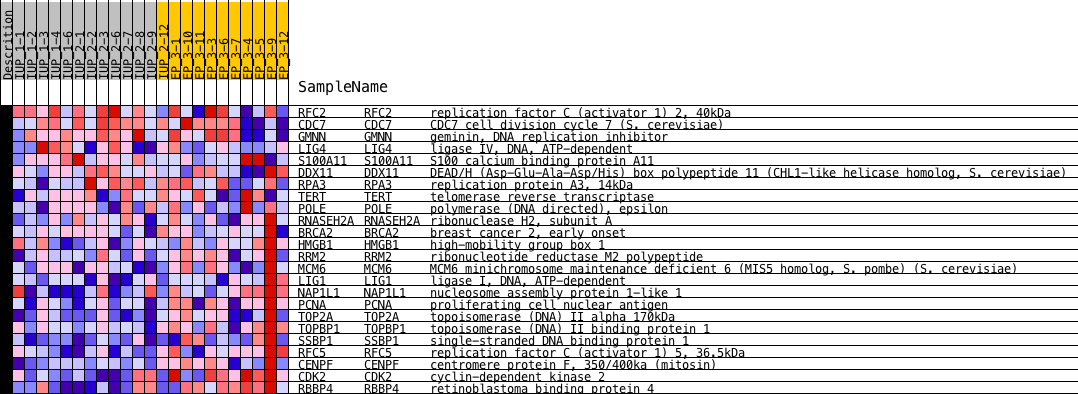 Descrition
IUP_1-1
IUP_1-2
IUP_1-3
IUP_1-4
IUP_1-6
IUP_2-1
IUP_2-2
IUP_2-3
IUP_2-6
IUP_2-7
IUP_2-8
IUP_2-9
IUP_2-12
EP_3-1
EP_3-10
EP_3-11
EP_3-3
EP_3-6
EP_3-7
EP_3-4
EP_3-5
EP_3-9
EP_3-12
SampleName
RFC2 RFC2 replication factor C (activator 1) 2, 40kDa
CDC7 CDC7 CDC7 cell division cycle 7 (S. cerevisiae)
GMNN GMNN geminin, DNA replication inhibitor
LIG4 LIG4 ligase IV, DNA, ATP-dependent
S100A11 S100A11 S100 calcium binding protein A11
DDX11 DDX11 DEAD/H (Asp-Glu-Ala-Asp/His) box polypeptide 11 (CHL1-like helicase homolog, S. cerevisiae)
RPA3 RPA3 replication protein A3, 14kDa
TERT TERT telomerase reverse transcriptase
POLE POLE polymerase (DNA directed), epsilon
RNASEH2A RNASEH2A ribonuclease H2, subunit A
BRCA2 BRCA2 breast cancer 2, early onset
HMGB1 HMGB1 high-mobility group box 1
RRM2 RRM2 ribonucleotide reductase M2 polypeptide
MCM6 MCM6 MCM6 minichromosome maintenance deficient 6 (MIS5 homolog, S. pombe) (S. cerevisiae)
LIG1 LIG1 ligase I, DNA, ATP-dependent
NAP1L1 NAP1L1 nucleosome assembly protein 1-like 1
PCNA PCNA proliferating cell nuclear antigen
TOP2A TOP2A topoisomerase (DNA) II alpha 170kDa
TOPBP1 TOPBP1 topoisomerase (DNA) II binding protein 1
SSBP1 SSBP1 single-stranded DNA binding protein 1
RFC5 RFC5 replication factor C (activator 1) 5, 36.5kDa
CENPF CENPF centromere protein F, 350/400ka (mitosin)
CDK2 CDK2 cyclin-dependent kinase 2
RBBP4 RBBP4 retinoblastoma binding protein 4